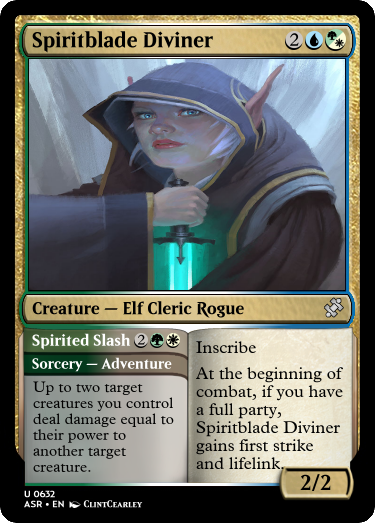 Spiritblade Diviner 2
Creature — Elf Cleric Rogue
Spirited Slash 2
Sorcery — Adventure
Up to two target
creatures you control
deal damage equal to
their power to
another target
creature.
Inscribe
At the beginning of
combat, if you have
a full party,
Spiritblade Diviner
gains first strike
and lifelink.
2/2
U 0632
ASR • EN CLINTCEARLEY